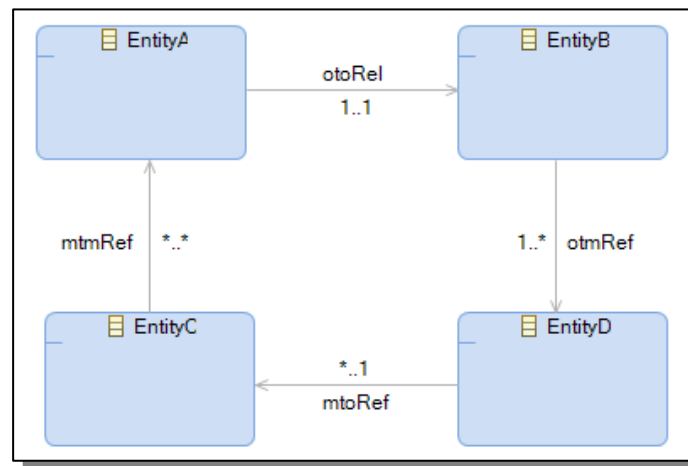 EntityA
EntityB
otoRel
1..1
mtmRef
*..*
1..*
otmRef
EntityC
EntityD
*..1
mtoRef